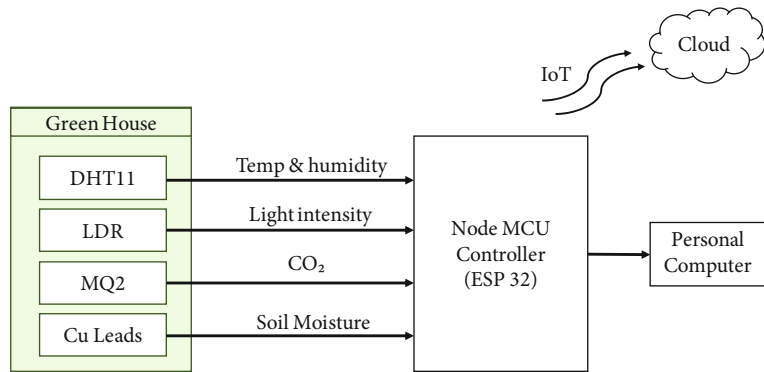 Cloud
IoT
Green House
DHT11
Temp & humidity
LDR
Light intensity
MQ2
CO₂
Cu Leads
Soil Moisture
Node MCU
Controller
(ESP 32)
Personal
Computer